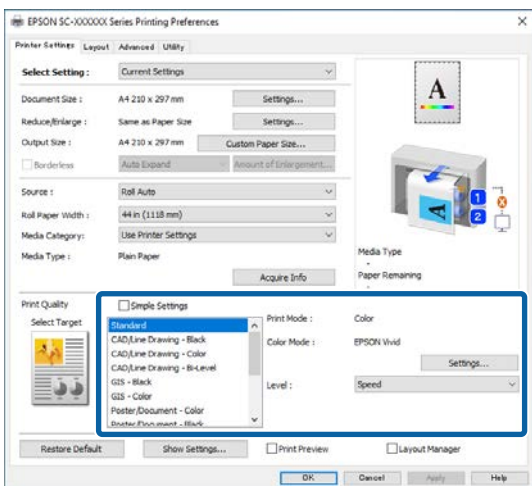 EPSON SC-XXXXXX Series Printing Preferences
Printer Settings Layout Advanced Utility
Select Setting : Current Settings
Document Size : A4 210 x 297 mm Settings...
Reduce/Enlarge : Same as Paper Size Settings...
Output Size : A4 210 x 297 mm Custom Paper Size...
Borderless Auto Expand Amount of Enlargement...
Source : Roll Auto
Roll Paper Width : 44 in (1118 mm)
Media Category: Use Printer Settings
Media Type : Plain Paper
Acquire Info
A
A
1
2
Media Type
-
Paper Remaining
-
Print Quality
Select Target
Simple Settings
Standard
CAD/Line Drawing - Black
CAD/Line Drawing - Color
CAD/Line Drawing - Bi-Level
GIS - Black
GIS - Color
Poster/Document - Color
Poster/Document - Black
Print Mode : Color
Color Mode : EPSON Vivid
Settings...
Level : Speed
Restore Default Show Settings... Print Preview Layout Manager
OK Cancel Apply Help